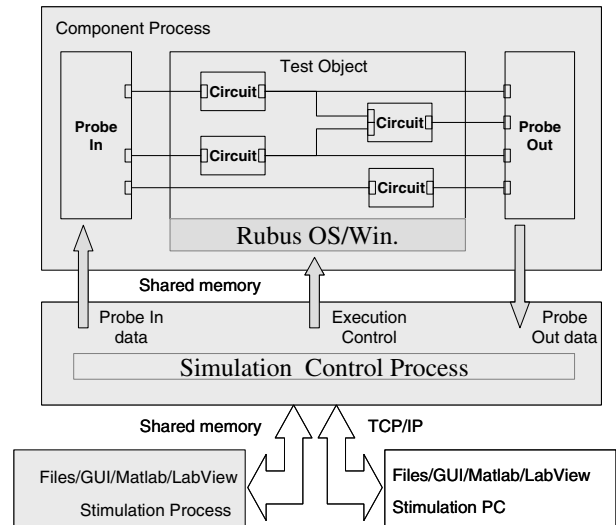 Component Process
Test Object
Circuit
Circuit
Probe
In
Probe
Out
Circuit
Circuit
Rubus OS/Win.
Shared memory
Probe In
data
Execution
Control
Probe
Out data
Simulation Control Process
Shared memory
TCP/IP
Files/GUI/Matlab/LabView
Stimulation Process
Files/GUI/Matlab/LabView
Stimulation PC